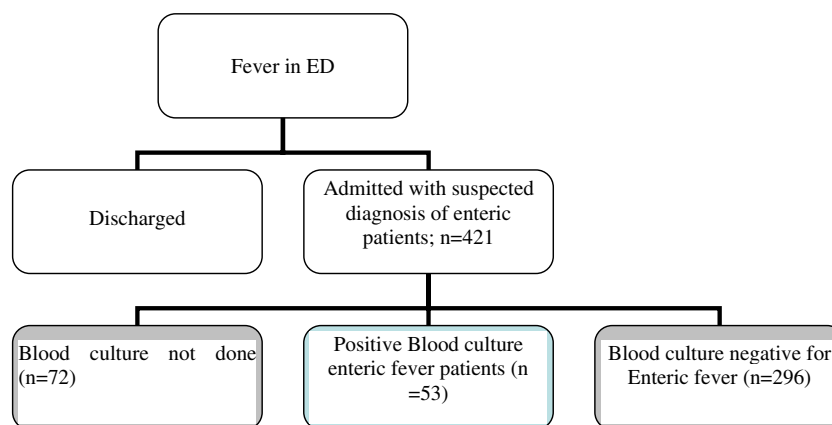 Fever in ED
Discharged
Admitted with suspected
diagnosis of enteric
patients; n=421
Blood culture not done
(n=72)
Positive Blood culture
enteric fever patients (n
=53)
Blood culture negative for
Enteric fever (n=296)